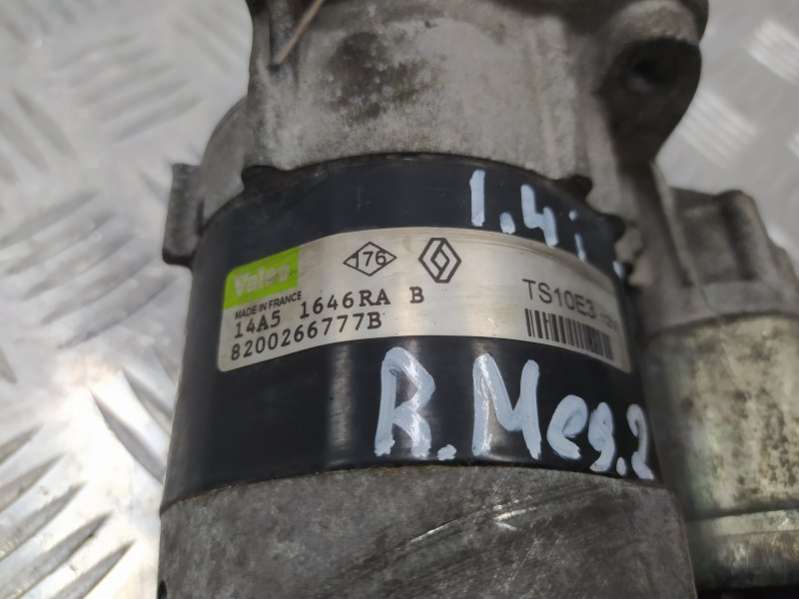 1.4i
Valeo
176
MADE IN FRANCE
14A5 1646RA B
8200266777B
TS10E3
R.Meg.2